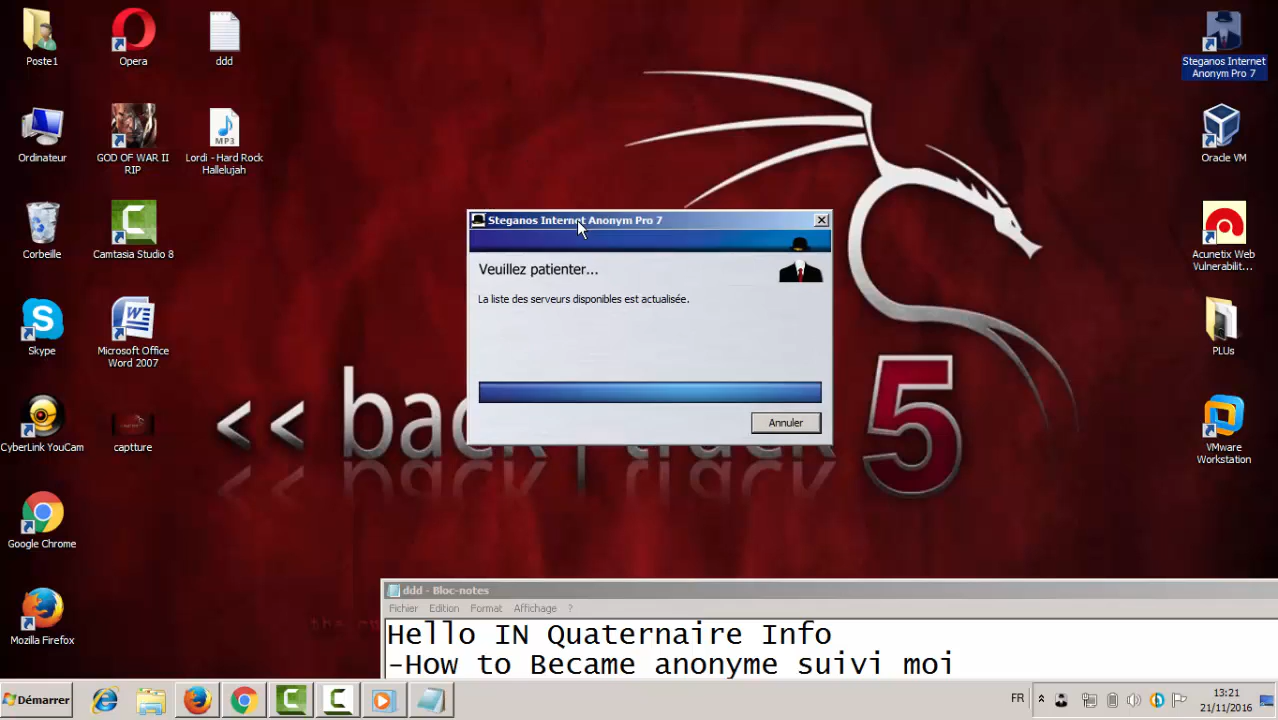 Poste1
Opera
ddd
Steganos Internet
Anonym Pro 7
Ordinateur
GOD OF WAR II
RIP
MP3
Lordi - Hard Rock
Hallelujah
Oracle VM
Corbeille
Camtasia Studio 8
Acunetix Web
Vulnerabilit...
Steganos Internet Anonym Pro 7
Veuillez patienter...
La liste des serveurs disponibles est actualisée.
Annuler
Skype
Microsoft Office
Word 2007
PLUs
CyberLink YouCam
captture
VMware
Workstation
<< back | track 5
Google Chrome
Mozilla Firefox
ddd - Bloc-notes
Fichier Edition Format Affichage ?
Hello IN Quaternaire Info
-How to Became anonyme suivi moi
Démarrer
FR
13:21
21/11/2016